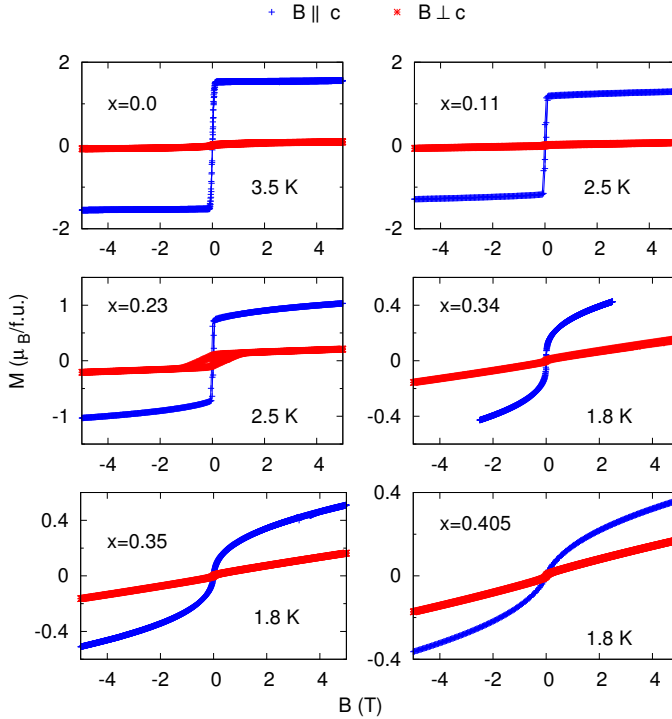 B ∥ c B ⊥ c
2
0
-2
x=0.0
3.5 K
-4 -2 0 2 4
2
0
-2
x=0.11
2.5 K
-4 -2 0 2 4
M (μB/f.u.)
1
0
-1
x=0.23
2.5 K
-4 -2 0 2 4
0.4
0
-0.4
x=0.34
1.8 K
-4 -2 0 2 4
0.4
0
-0.4
x=0.35
1.8 K
-4 -2 0 2 4
0.4
0
-0.4
x=0.405
1.8 K
-4 -2 0 2 4
B (T)